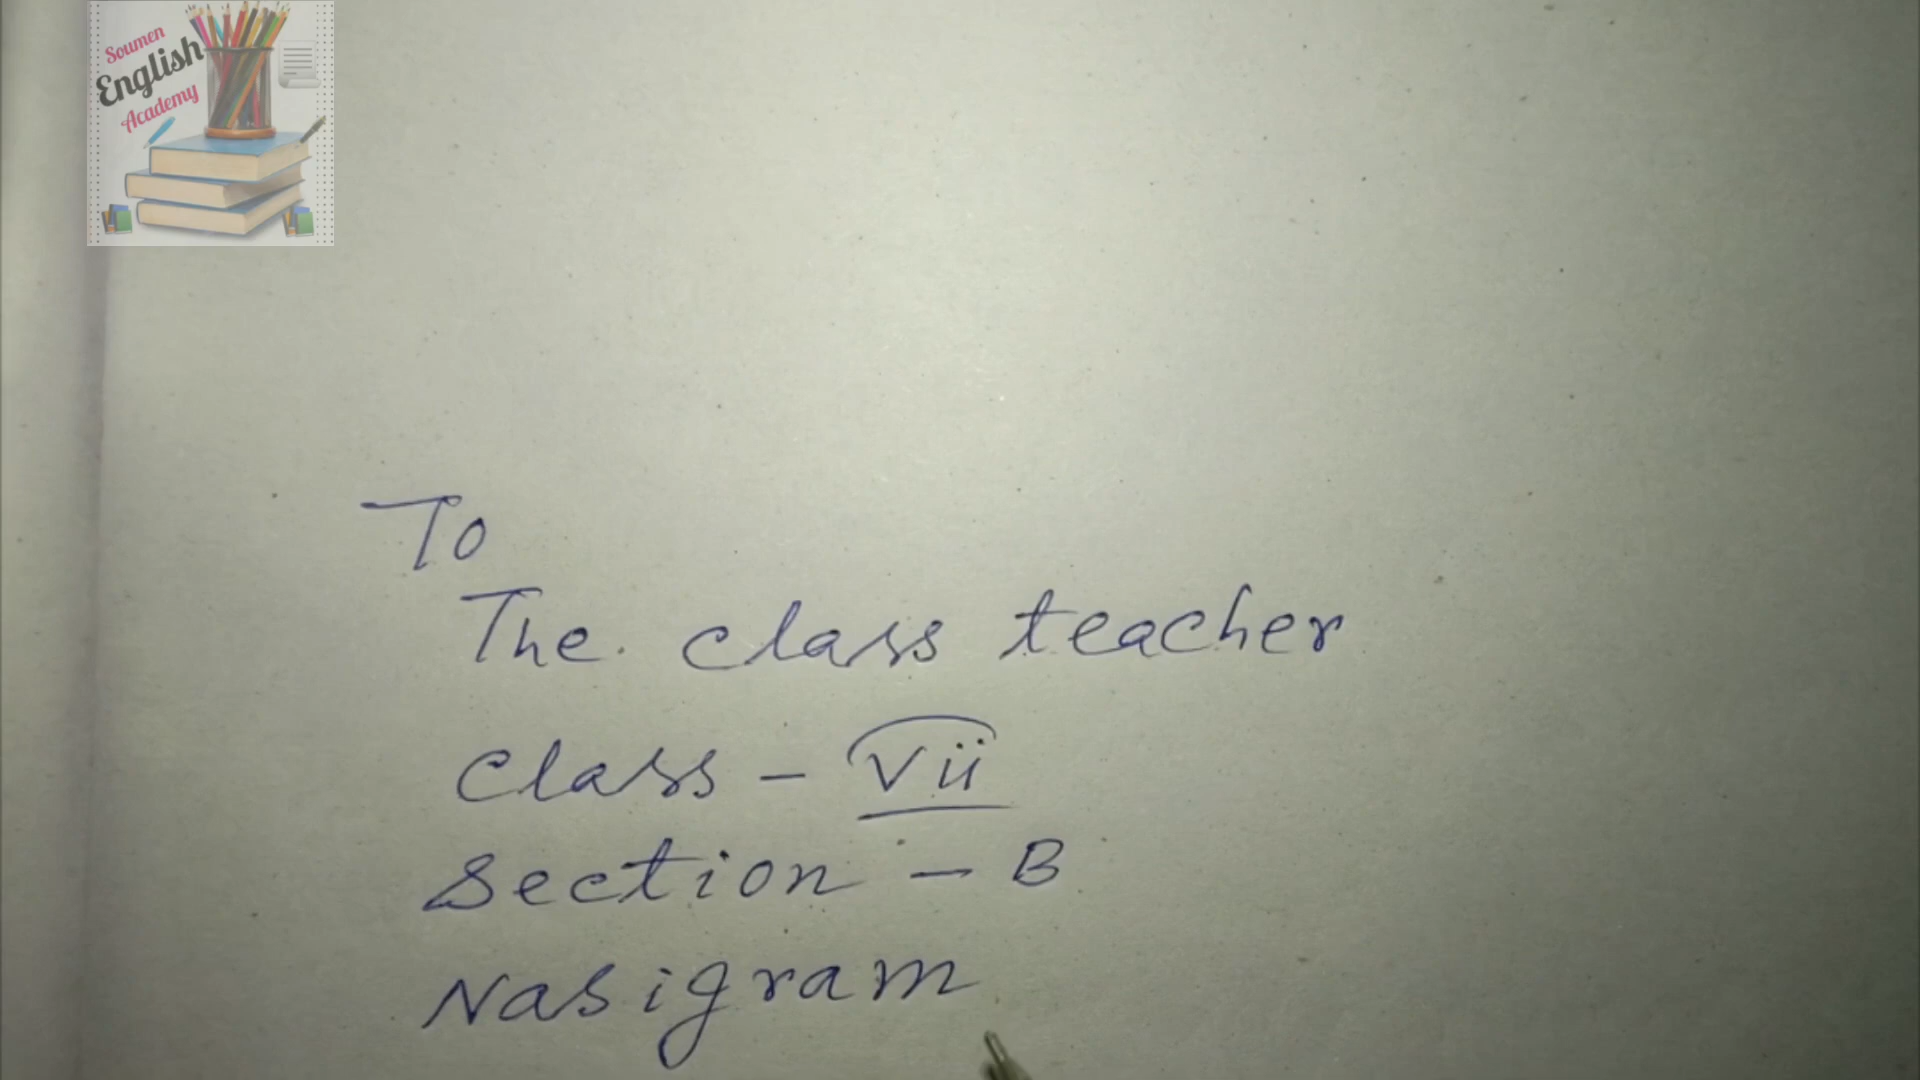 Soumen
English
Academy
To
The class teacher
Class - vii
Section - B
Nasigram